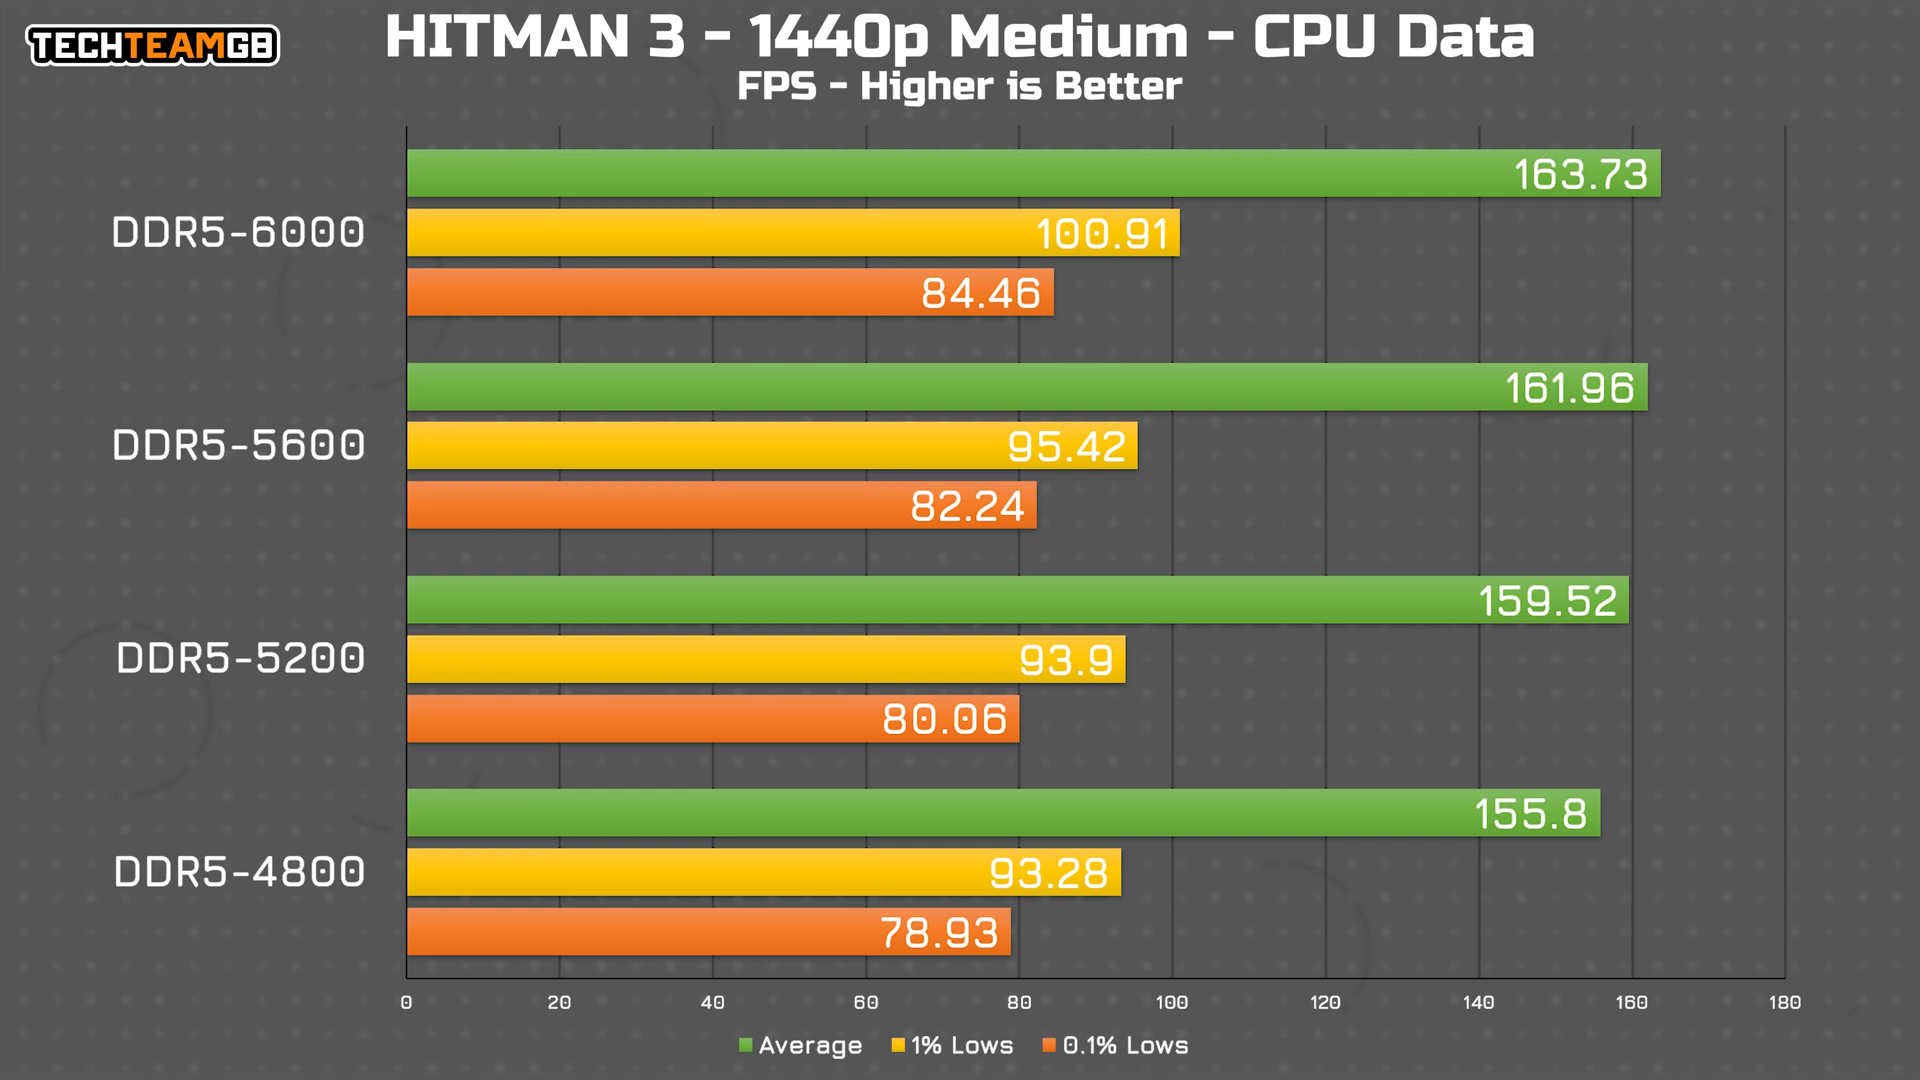 TECHTEAMGB
HITMAN 3 - 1440p Medium - CPU Data
FPS - Higher is Better
DDR5-6000
163.73
100.91
84.46
DDR5-5600
161.96
95.42
82.24
DDR5-5200
159.52
93.9
80.06
DDR5-4800
155.8
93.28
78.93
0 20 40 60 80 100 120 140 160 180
Average 1% Lows 0.1% Lows